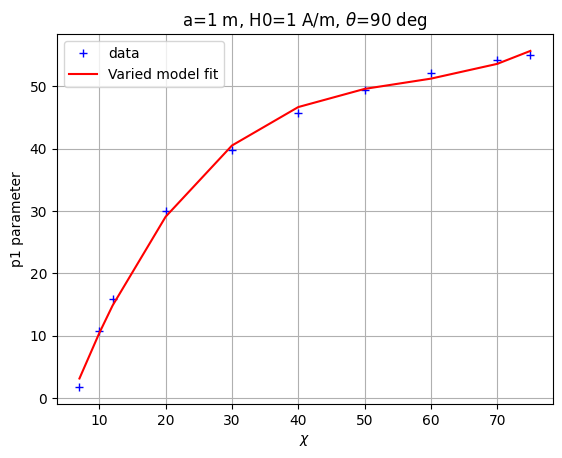 a=1 m, H0=1 A/m, θ=90 deg
data
Varied model fit
p1 parameter
50
40
30
20
10
0
10 20 30 40 50 60 70
χ